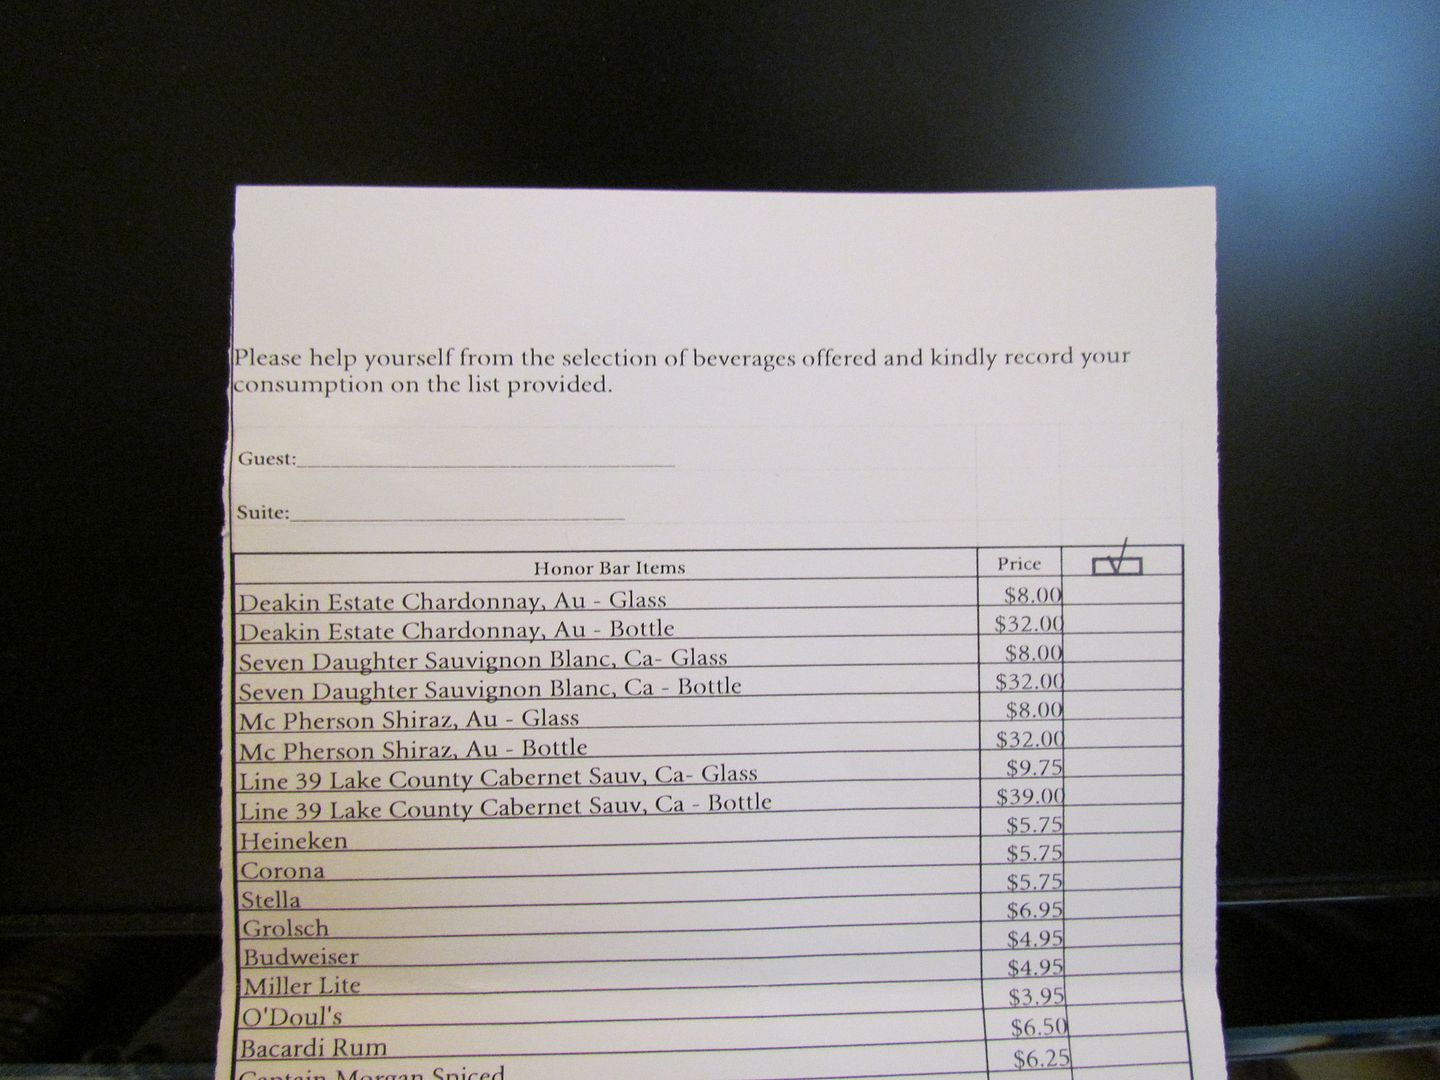 Please help yourself from the selection of beverages offered and kindly record your
consumption on the list provided.
Guest:
Suite:
Honor Bar Items Price
Deakin Estate Chardonnay, Au - Glass $8.00
Deakin Estate Chardonnay, Au - Bottle $32.00
Seven Daughter Sauvignon Blanc, Ca- Glass $8.00
Seven Daughter Sauvignon Blanc, Ca - Bottle $32.00
Mc Pherson Shiraz, Au - Glass $8.00
Mc Pherson Shiraz, Au - Bottle $32.00
Line 39 Lake County Cabernet Sauv, Ca- Glass $9.75
Line 39 Lake County Cabernet Sauv, Ca - Bottle $39.00
Heineken $5.75
Corona $5.75
Stella $5.75
Grolsch $6.95
Budweiser $4.95
Miller Lite $4.95
O'Doul's $3.95
Bacardi Rum $6.50
Captain Morgan Spiced $6.25